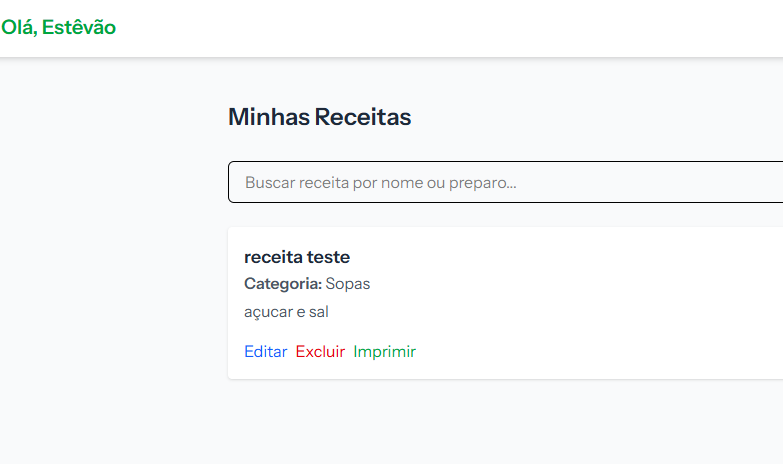 Olá, Estêvão
Minhas Receitas
Buscar receita por nome ou preparo...
receita teste
Categoria: Sopas
açucar e sal
Editar Excluir Imprimir